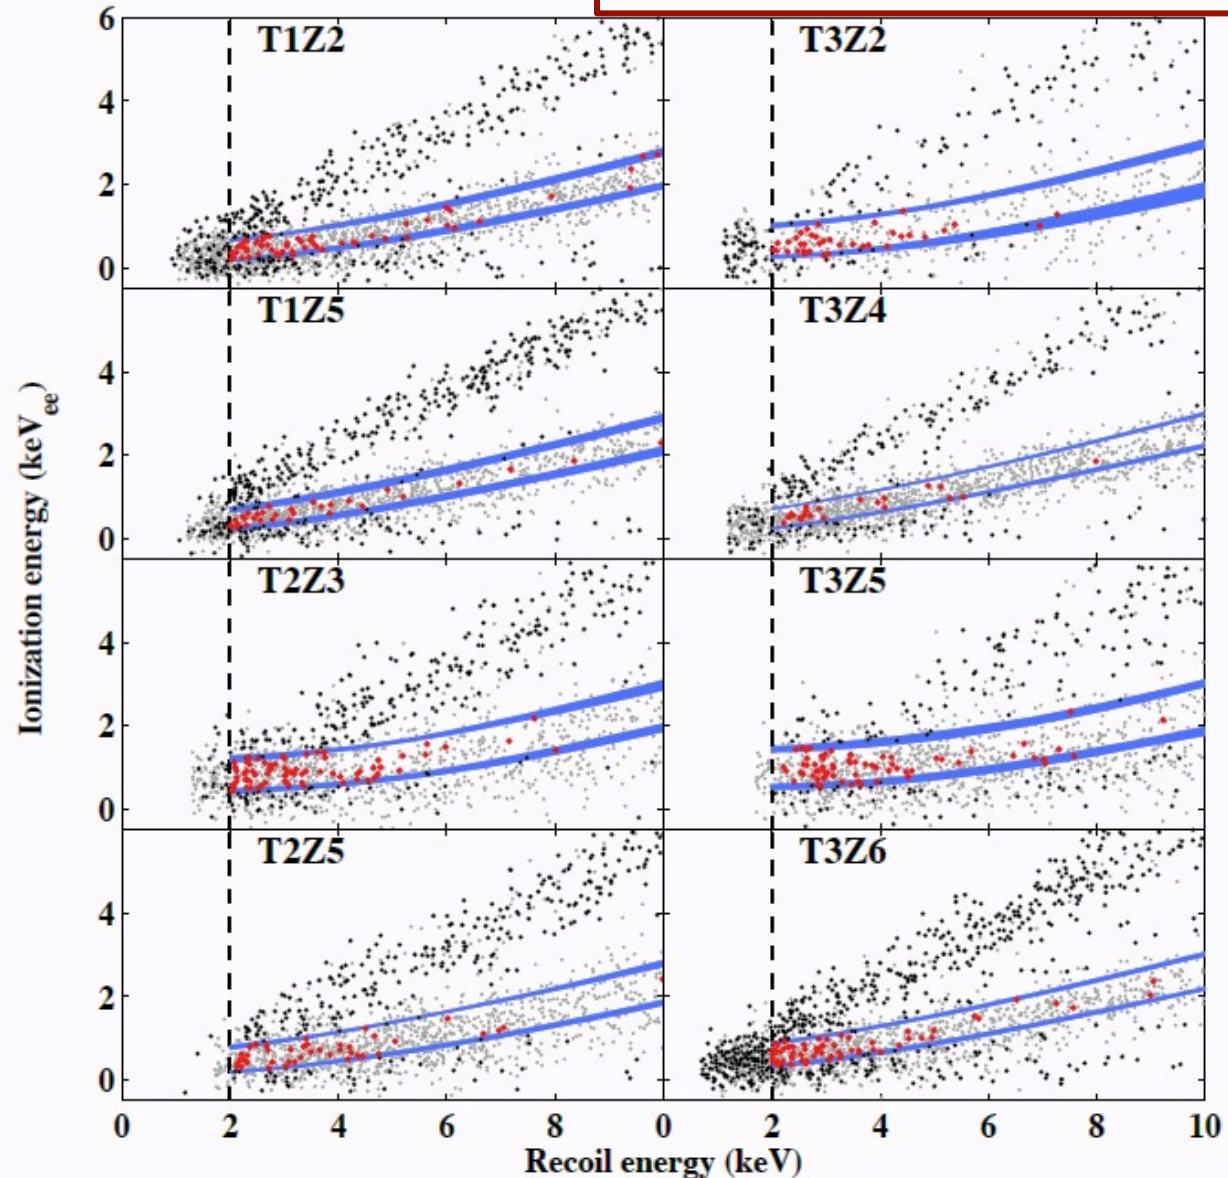 T1Z2
T3Z2
6
4
2
0
T1Z5
T3Z4
4
2
0
T2Z3
T3Z5
4
2
0
T2Z5
T3Z6
4
2
0
0 2 4 6 8 0 2 4 6 8 10
Recoil energy (keV)
Ionization energy (keVee)